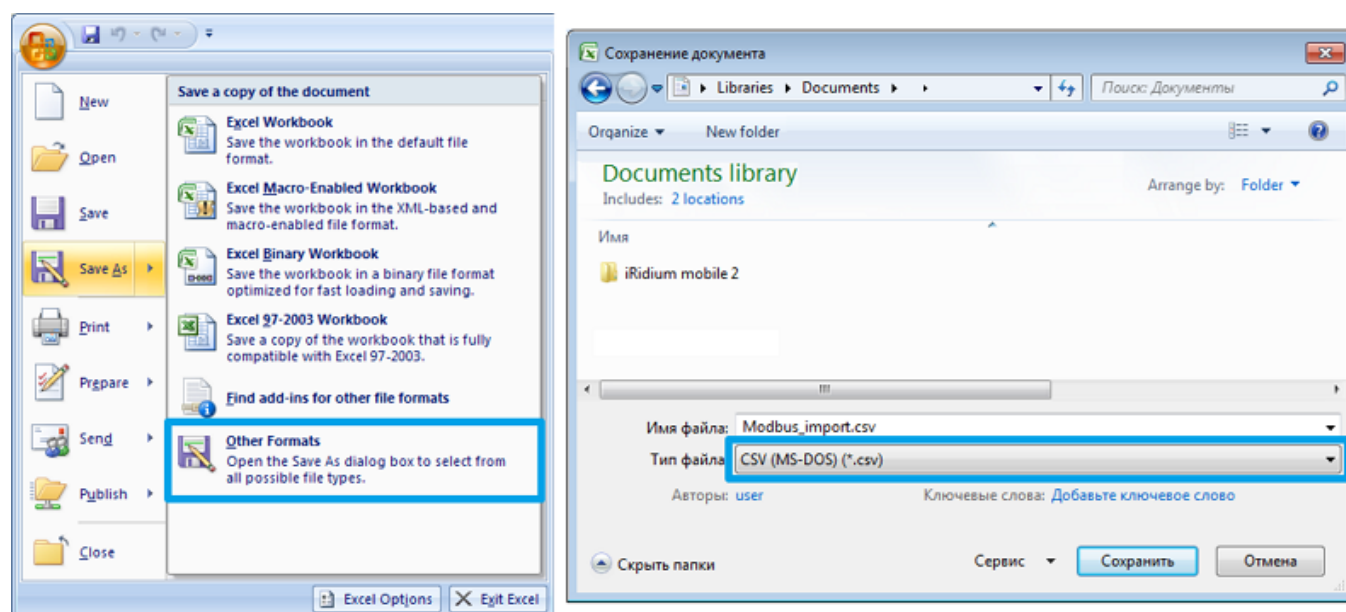 New
Open
Save
Save As
Print
Prepare
Send
Publish
Close
Save a copy of the document
Excel Workbook
Save the workbook in the default file
format.
Excel Macro-Enabled Workbook
Save the workbook in the XML-based and
macro-enabled file format.
Excel Binary Workbook
Save the workbook in a binary file format
optimized for fast loading and saving.
Excel 97-2003 Workbook
Save a copy of the workbook that is fully
compatible with Excel 97-2003.
Find add-ins for other file formats
Other Formats
Open the Save As dialog box to select from
all possible file types.
Excel Options
Exit Excel
Сохранение документа
Libraries Documents
Поиск: Документы
Organize New folder
Documents library
Includes: 2 locations
Arrange by: Folder
Имя
iRidium mobile 2
Имя файла: Modbus_import.csv
Тип файла CSV (MS-DOS) (*.csv)
Авторы: user Ключевые слова: Добавьте ключевое слово
Скрыть папки Сервис Сохранить Отмена